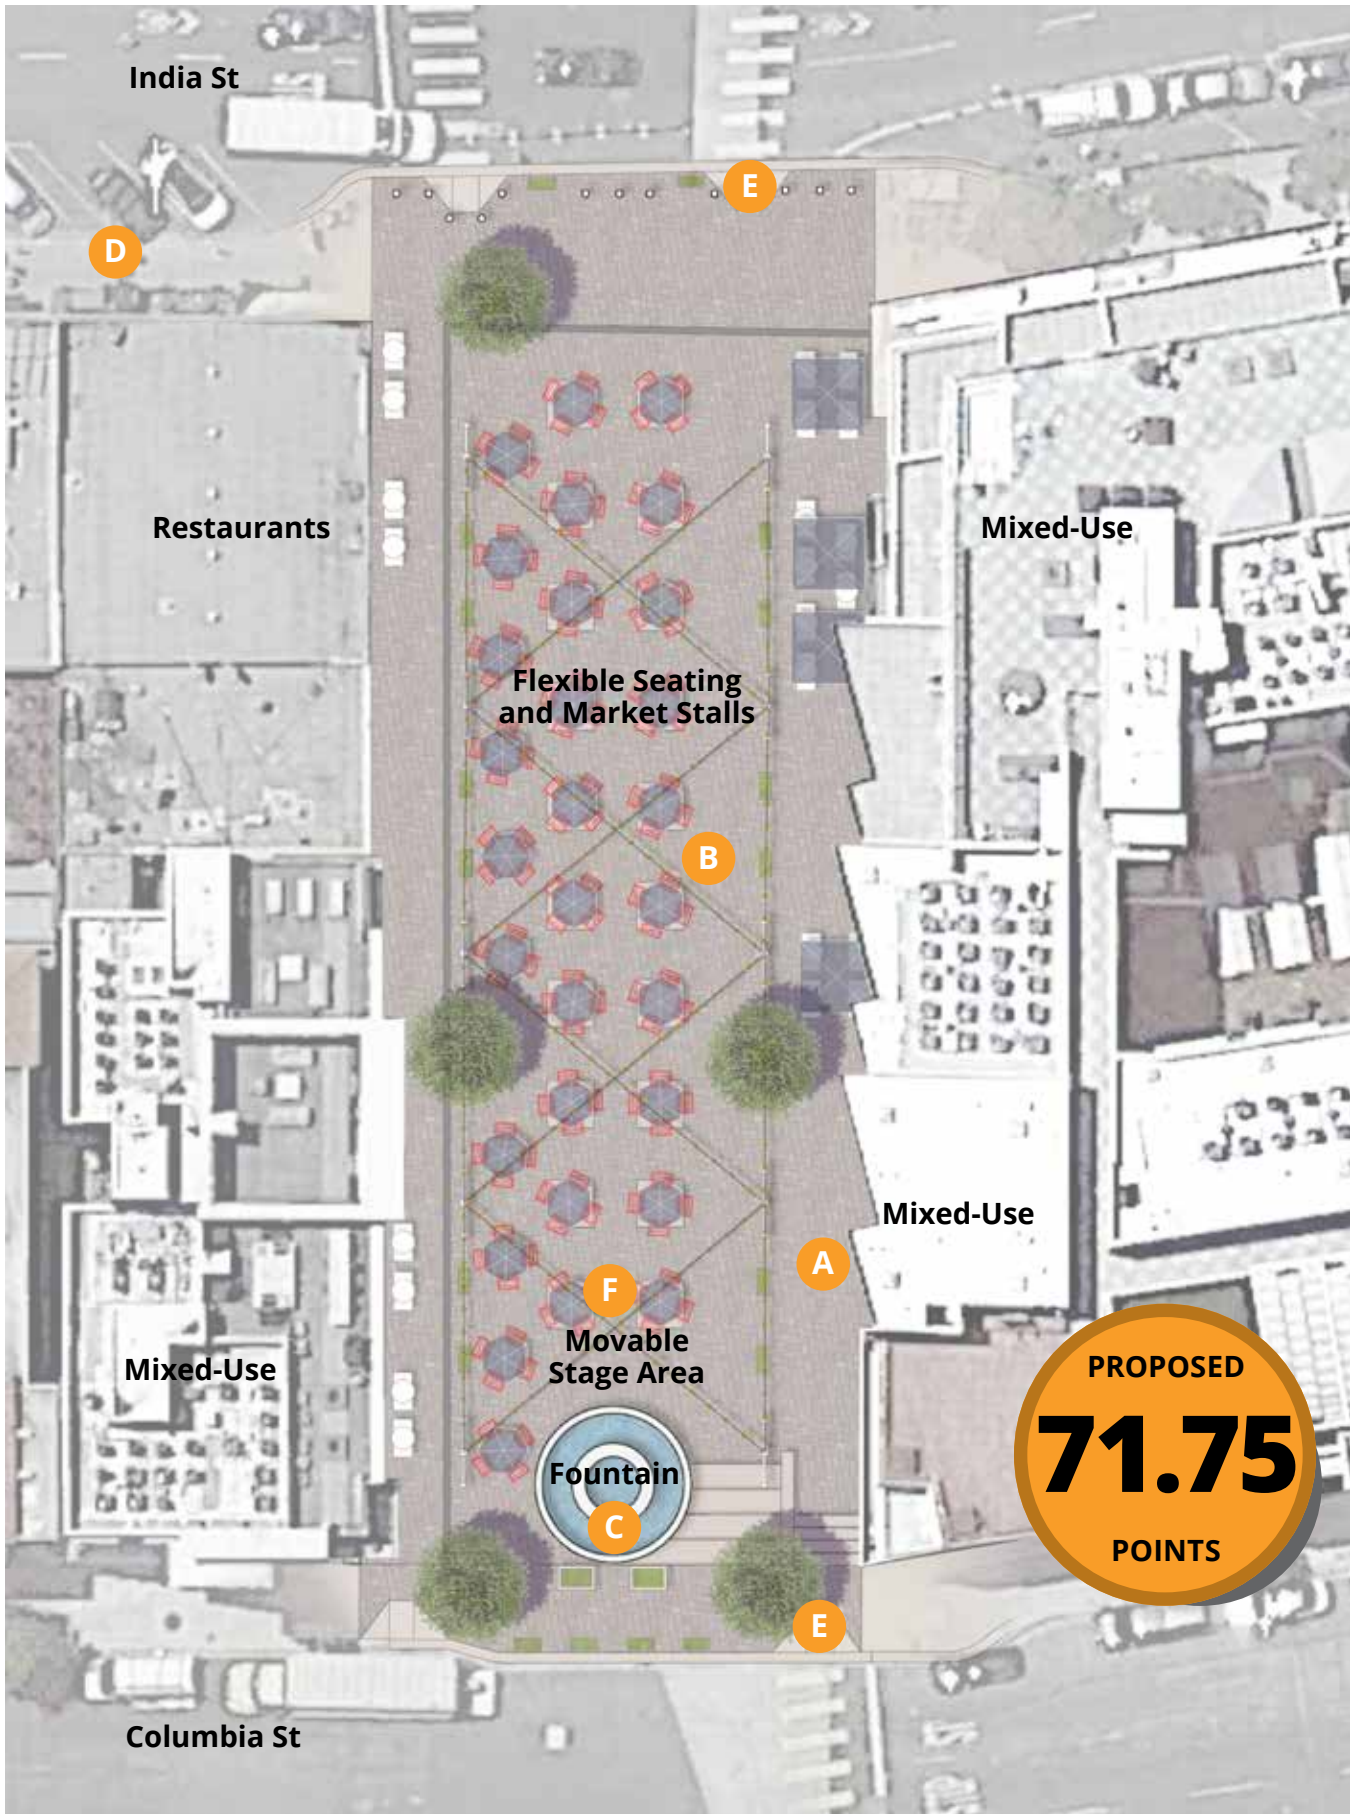 India St
E
D
Restaurants
Mixed-Use
Flexible Seating
and Market Stalls
B
Mixed-Use
A
F
Movable
Stage Area
Mixed-Use
PROPOSED
71.75
POINTS
Fountain
C
E
Columbia St